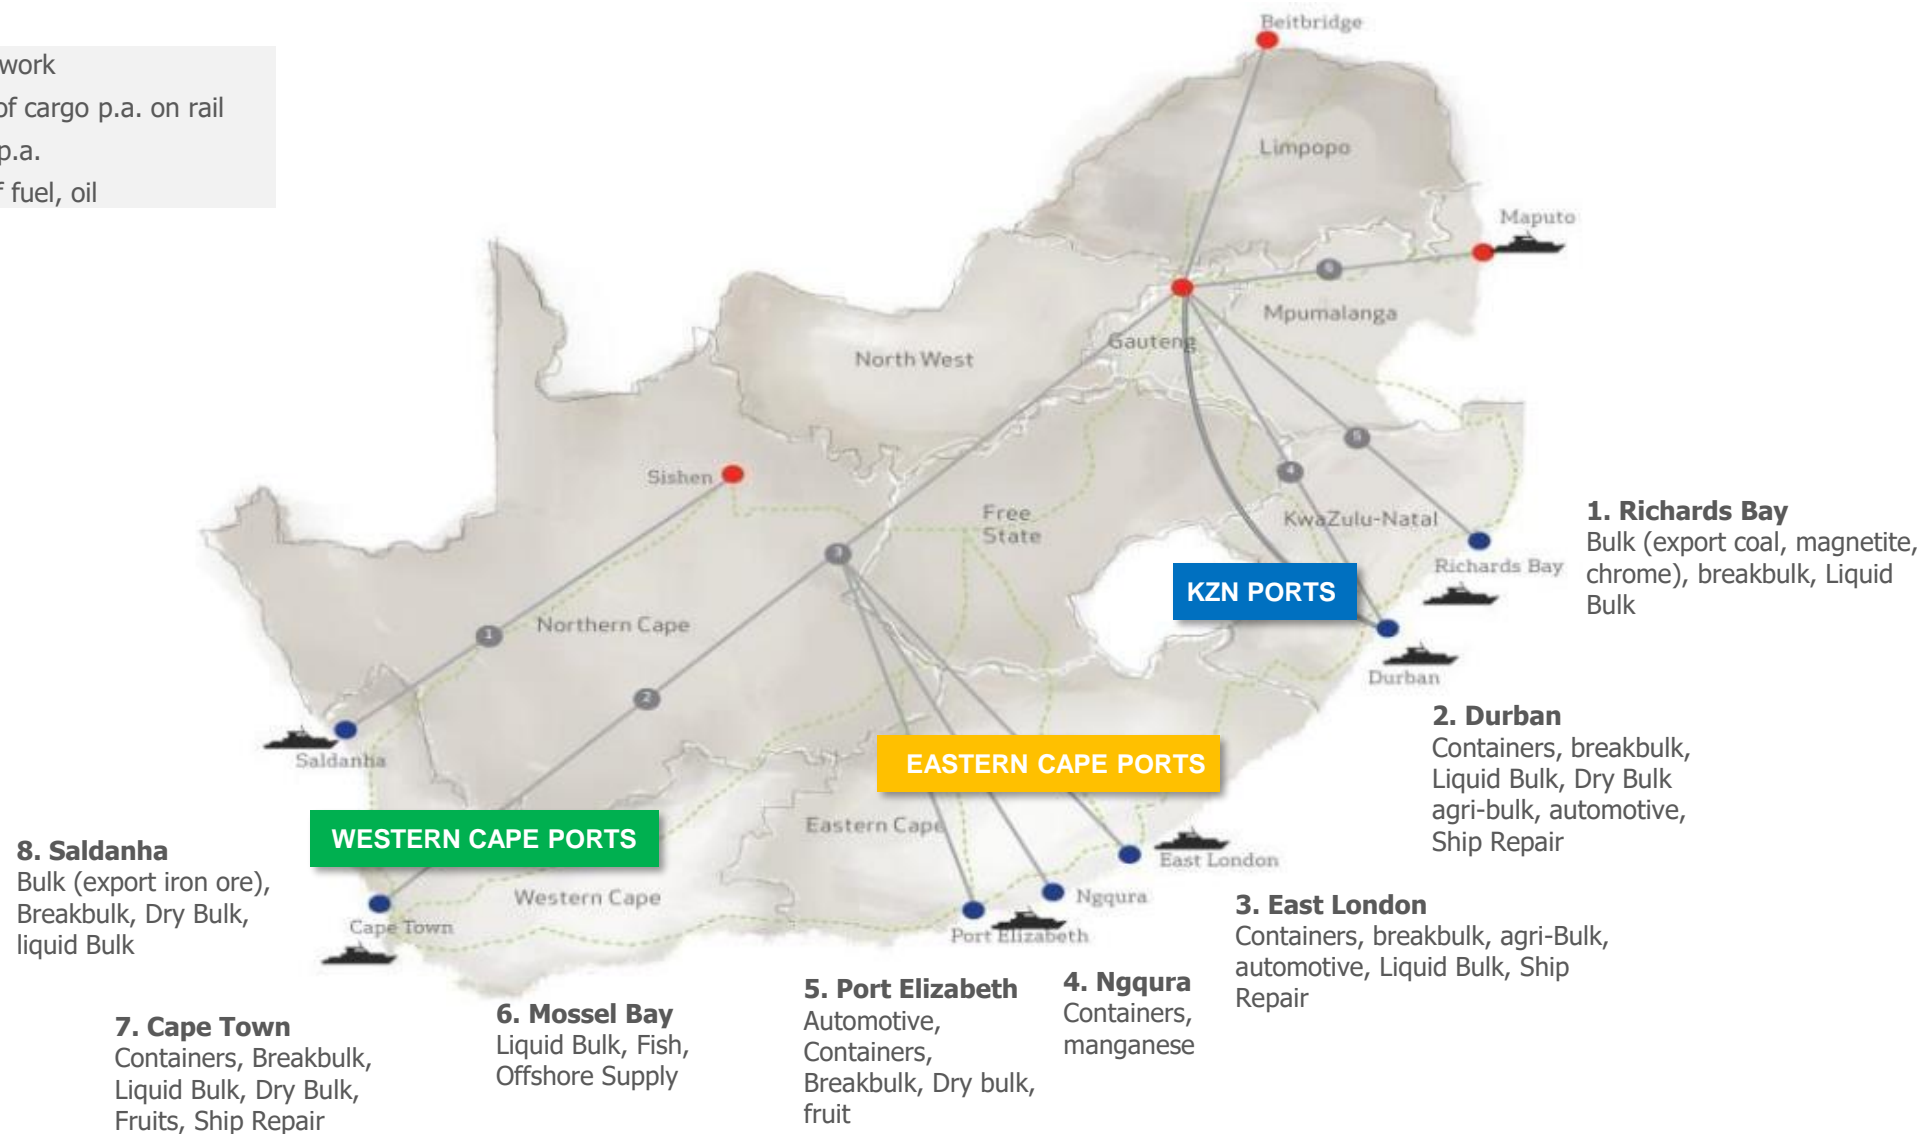 work
of cargo p.a. on rail
p.a.
fuel, oil
Beitbridge
Limpopo
Maputo
6
Mpumalanga
Gauteng
North West
5
4
Sishen
Free
State
KwaZulu-Natal
3
Richards Bay
KZN PORTS
1. Richards Bay
Bulk (export coal, magnetite,
chrome), breakbulk, Liquid
Bulk
1
Northern Cape
2
Durban
2. Durban
Containers, breakbulk,
Liquid Bulk, Dry Bulk
agri-bulk, automotive,
Ship Repair
Saldanha
EASTERN CAPE PORTS
WESTERN CAPE PORTS
Eastern Cape
East London
8. Saldanha
Bulk (export iron ore),
Breakbulk, Dry Bulk,
liquid Bulk
Western Cape
Cape Town
Ngqura
Port Elizabeth
3. East London
Containers, breakbulk, agri-Bulk,
automotive, Liquid Bulk, Ship
Repair
7. Cape Town
Containers, Breakbulk,
Liquid Bulk, Dry Bulk,
Fruits, Ship Repair
6. Mossel Bay
Liquid Bulk, Fish,
Offshore Supply
5. Port Elizabeth
Automotive,
Containers,
Breakbulk, Dry bulk,
fruit
4. Ngqura
Containers,
manganese